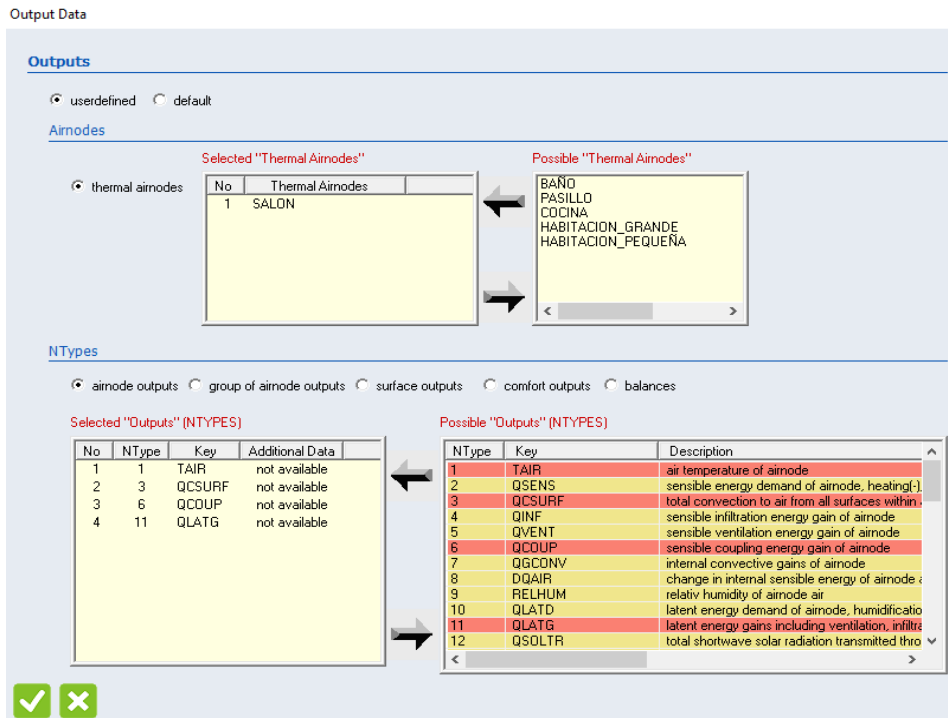 Output Data
Outputs
userdefined default
Airnodes
Selected "Thermal Airnodes" Possible "Thermal Airnodes"
thermal airnodes
No Thermal Airnodes
1 SALON
BAÑO
PASILLO
COCINA
HABITACION_GRANDE
HABITACION_PEQUEÑA
NTypes
airnode outputs group of airnode outputs surface outputs comfort outputs balances
Selected "Outputs" (NTYPES) Possible "Outputs" (NTYPES)
No NType Key Additional Data
1 1 TAIR not available
2 3 QCSURF not available
3 6 QCOUP not available
4 11 QLATG not available
NType Key Description
1 TAIR air temperature of airnode
2 QSENS sensible energy demand of airnode, heating(-),
3 QCSURF total convection to air from all surfaces within
4 QINF sensible infiltration energy gain of airnode
5 QVENT sensible ventilation energy gain of airnode
6 QCOUP sensible coupling energy gain of airnode
7 QGCONV internal convective gains of airnode
8 DQAIR change in internal sensible energy of airnode
9 RELHUM relativ humidity of airnode air
10 QLATD latent energy demand of airnode, humidificatio
11 QLATG latent energy gains including ventilation, infiltra
12 QSOLTR total shortwave solar radiation transmitted thro